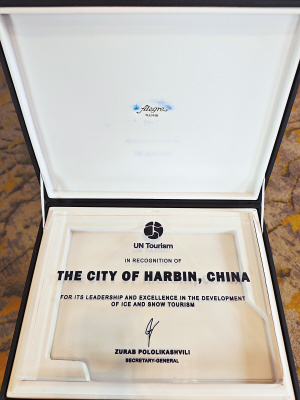 Alegría
UN Tourism
IN RECOGNITION OF
THE CITY OF HARBIN, CHINA
FOR ITS LEADERSHIP AND EXCELLENCE IN THE DEVELOPMENT
OF ICE AND SNOW TOURISM
ZURAB POLOLIKASHVILI
SECRETARY-GENERAL